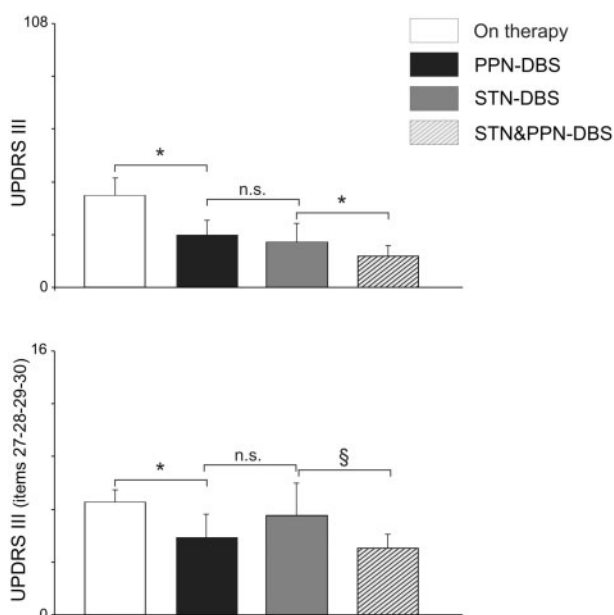 108
On therapy
PPN-DBS
STN-DBS
STN&PPN-DBS
UPDRS III
*
n.s.
*
0
16
UPDRS III (items 27-28-29-30)
*
n.s.
§
0